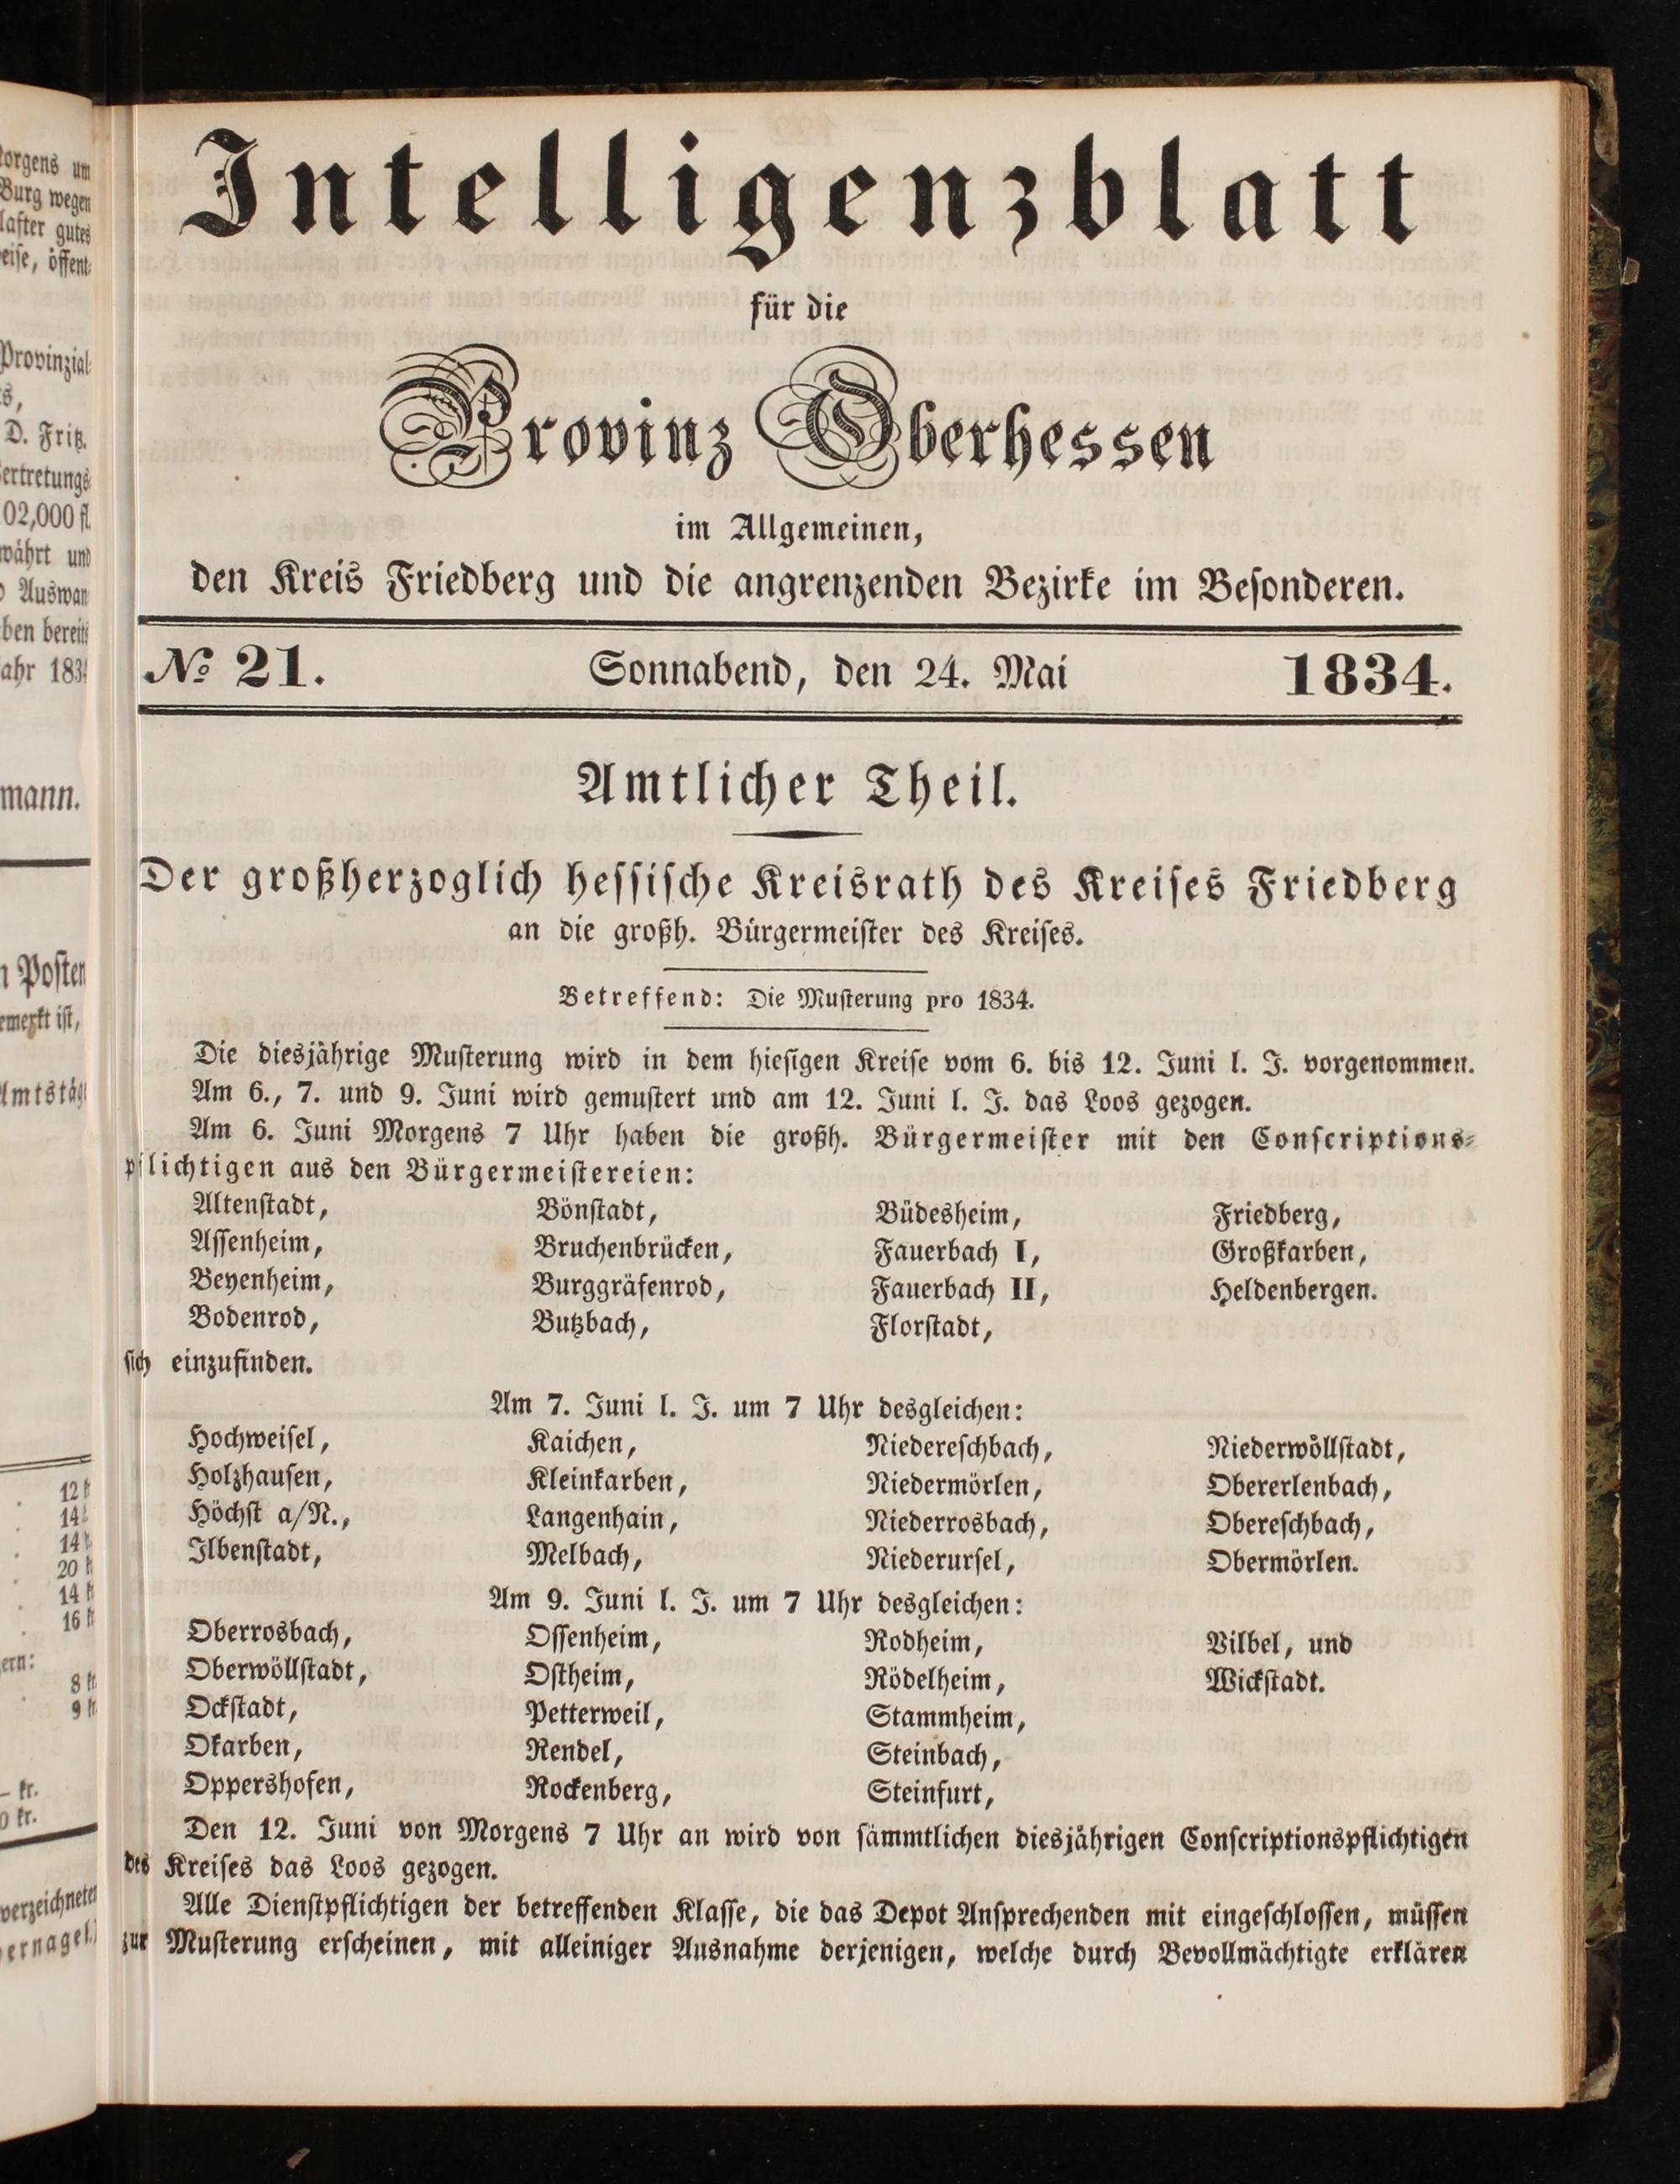 Intelligenzblatt
für die
Provinz Oberhessen
im Allgemeinen,
den Kreis Friedberg und die angrenzenden Bezirke im Besonderen.
№ 21. Sonnabend, den 24. Mai 1834.
Amtlicher Theil.
Der großherzoglich hessische Kreisrath des Kreises Friedberg
an die großh. Bürgermeister des Kreises.
Betreffend: Die Musterung pro 1834.
Die diesjährige Musterung wird in dem hiesigen Kreise vom 6. bis 12. Juni l. J. vorgenommen.
Am 6., 7. und 9. Juni wird gemustert und am 12. Juni l. J. das Loos gezogen.
Am 6. Juni Morgens 7 Uhr haben die großh. Bürgermeister mit den Conscriptions-
pflichtigen aus den Bürgermeistereien:
Altenstadt, Bönstadt, Büdesheim, Friedberg,
Assenheim, Bruchenbrücken, Fauerbach I, Großkarben,
Beyenheim, Burggräfenrod, Fauerbach II, Heldenbergen.
Bodenrod, Butzbach, Florstadt,
sich einzufinden.
Am 7. Juni l. J. um 7 Uhr desgleichen:
Hochweisel, Kaichen, Niedereschbach, Niederwöllstadt,
Holzhausen, Kleinkarben, Niedermörlen, Obererlenbach,
Höchst a/N., Langenhain, Niederrosbach, Obereschbach,
Ilbenstadt, Melbach, Niederursel, Obermörlen.
Am 9. Juni l. J. um 7 Uhr desgleichen:
Oberrosbach, Ossenheim, Rodheim, Vilbel, und
Oberwöllstadt, Ostheim, Rödelheim, Wickstadt.
Ockstadt, Petterweil, Stammheim,
Okarben, Rendel, Steinbach,
Oppershofen, Rockenberg, Steinfurt,
Den 12. Juni von Morgens 7 Uhr an wird von sämmtlichen diesjährigen Conscriptionspflichtigen
des Kreises das Loos gezogen.
Alle Dienstpflichtigen der betreffenden Klasse, die das Depot Ansprechenden mit eingeschlossen, müssen
zur Musterung erscheinen, mit alleiniger Ausnahme derjenigen, welche durch Bevollmächtigte erklären